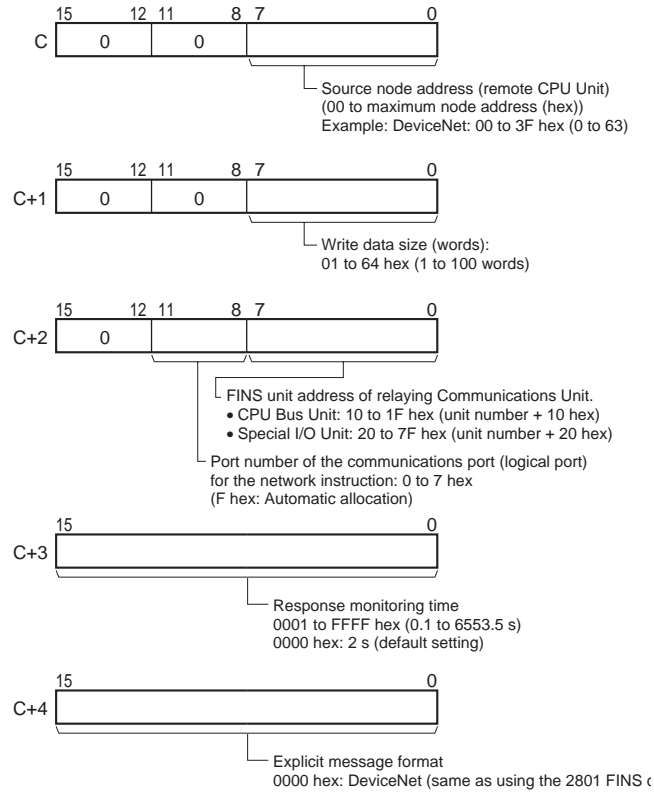 15 12 11 8 7 0
C 0 0
Source node address (remote CPU Unit)
(00 to maximum node address (hex))
Example: DeviceNet: 00 to 3F hex (0 to 63)
15 12 11 8 7 0
C+1 0 0
Write data size (words):
01 to 64 hex (1 to 100 words)
15 12 11 8 7 0
C+2 0
FINS unit address of relaying Communications Unit.
• CPU Bus Unit: 10 to 1F hex (unit number + 10 hex)
• Special I/O Unit: 20 to 7F hex (unit number + 20 hex)
Port number of the communications port (logical port)
for the network instruction: 0 to 7 hex
(F hex: Automatic allocation)
15 0
C+3
Response monitoring time
0001 to FFFF hex (0.1 to 6553.5 s)
0000 hex: 2 s (default setting)
15 0
C+4
Explicit message format
0000 hex: DeviceNet (same as using the 2801 FINS